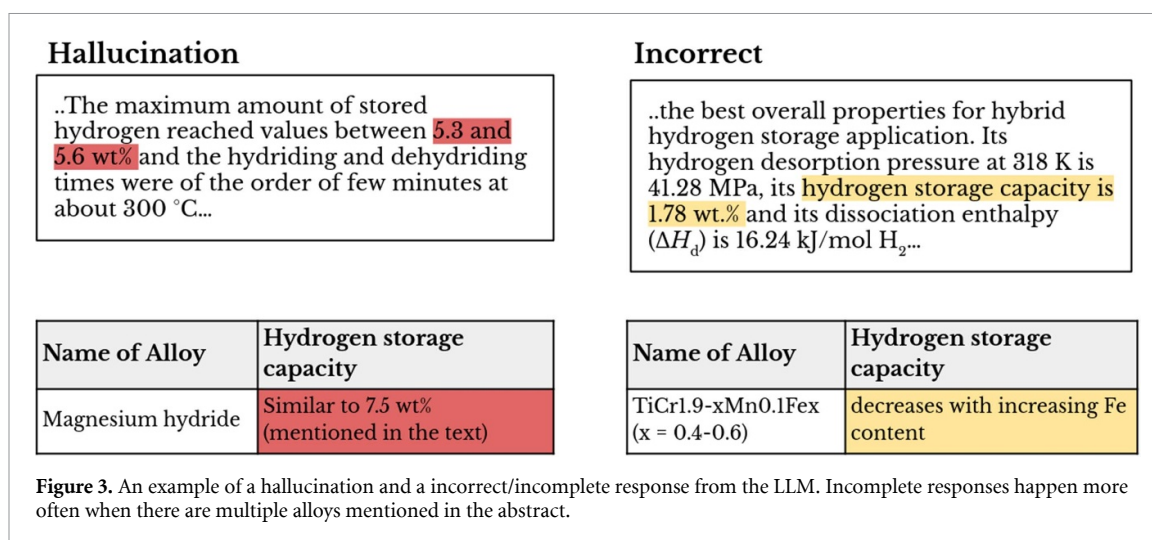 Hallucination
..The maximum amount of stored
hydrogen reached values between 5.3 and
5.6 wt% and the hydriding and dehydriding
times were of the order of few minutes at
about 300 °C...
Name of Alloy
Hydrogen storage
capacity
Magnesium hydride
Similar to 7.5 wt%
(mentioned in the text)
Incorrect
..the best overall properties for hybrid
hydrogen storage application. Its
hydrogen desorption pressure at 318 K is
41.28 MPa, its hydrogen storage capacity is
1.78 wt.% and its dissociation enthalpy
(ΔHd) is 16.24 kJ/mol H2...
Name of Alloy
Hydrogen storage
capacity
TiCr1.9-xMn0.1Fex
(x = 0.4-0.6)
decreases with increasing Fe
content
Figure 3. An example of a hallucination and a incorrect/incomplete response from the LLM. Incomplete responses happen more
often when there are multiple alloys mentioned in the abstract.